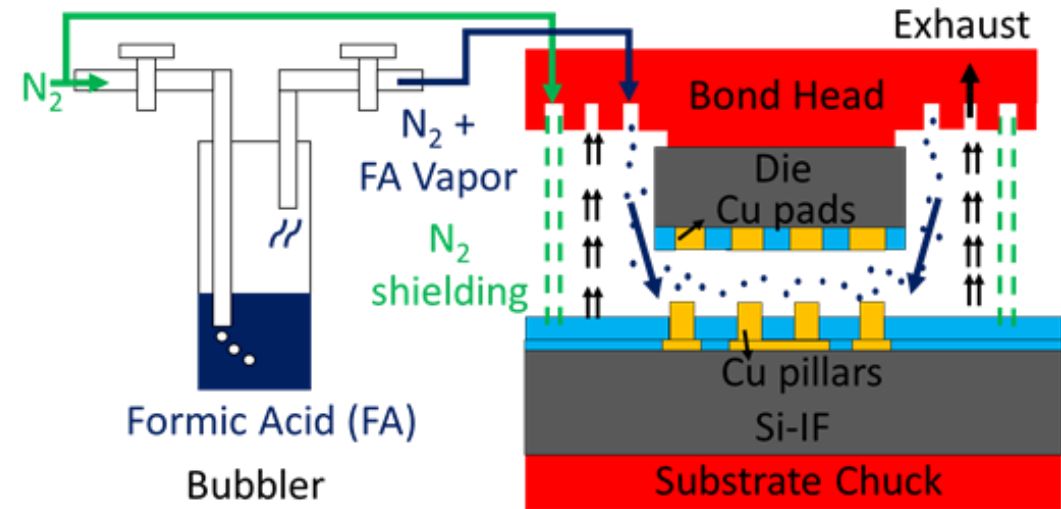 N2
Exhaust
Bond Head
N2 +
FA Vapor
Die
Cu pads
N2
shielding
Cu pillars
Formic Acid (FA)
Si-IF
Bubbler
Substrate Chuck